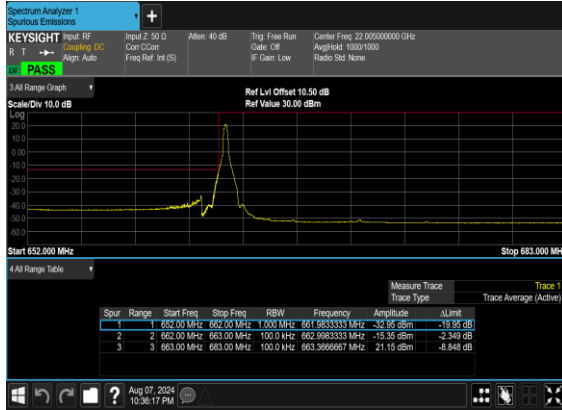 Spectrum Analyzer 1
Spurious Emissions
KEYSIGHT
R T
PASS
Input: RF
Coupling: DC
Align: Auto
Input Z: 50 Ω
Corr CCorr
Freq Ref: Int (S)
Atten: 40 dB
Trig: Free Run
Gate: Off
IF Gain: Low
Center Freq: 22.005000000 GHz
Avg|Hold: 1000/1000
Radio Std: None
3 All Range Graph
Scale/Div 10.0 dB
Ref Lvl Offset 10.50 dB
Ref Value 30.00 dBm
Log
20.0
10.0
0.00
-10.0
-20.0
-30.0
-40.0
-50.0
-60.0
Start 652.000 MHz
Stop 683.000 MHz
4 All Range Table
Measure Trace Trace 1
Trace Type Trace Average (Active)
Spur Range Start Freq Stop Freq RBW Frequency Amplitude ΔLimit
1 1 652.00 MHz 662.00 MHz 1.000 MHz 661.9833333 MHz -32.95 dBm -19.95 dB
2 2 662.00 MHz 663.00 MHz 100.0 kHz 662.9983333 MHz -15.35 dBm -2.349 dB
3 3 663.00 MHz 683.00 MHz 100.0 kHz 663.3666667 MHz 21.15 dBm -8.848 dB
Aug 07, 2024
10:36:17 PM